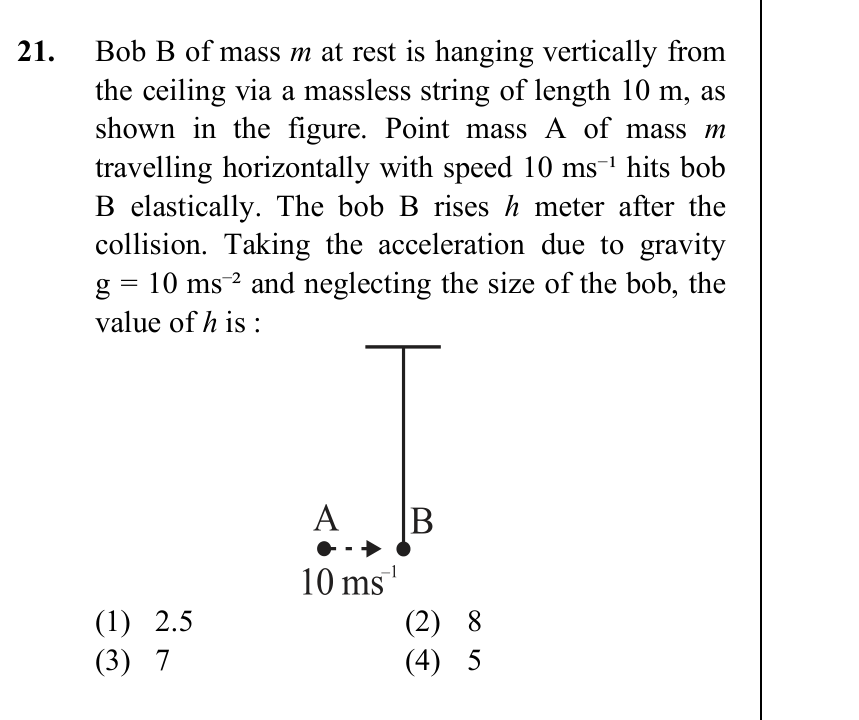 21. Bob B of mass m at rest is hanging vertically from
the ceiling via a massless string of length 10 m, as
shown in the figure. Point mass A of mass m
travelling horizontally with speed 10 ms⁻¹ hits bob
B elastically. The bob B rises h meter after the
collision. Taking the acceleration due to gravity
g = 10 ms⁻² and neglecting the size of the bob, the
value of h is :
A B
10 ms⁻¹
(1) 2.5 (2) 8
(3) 7 (4) 5